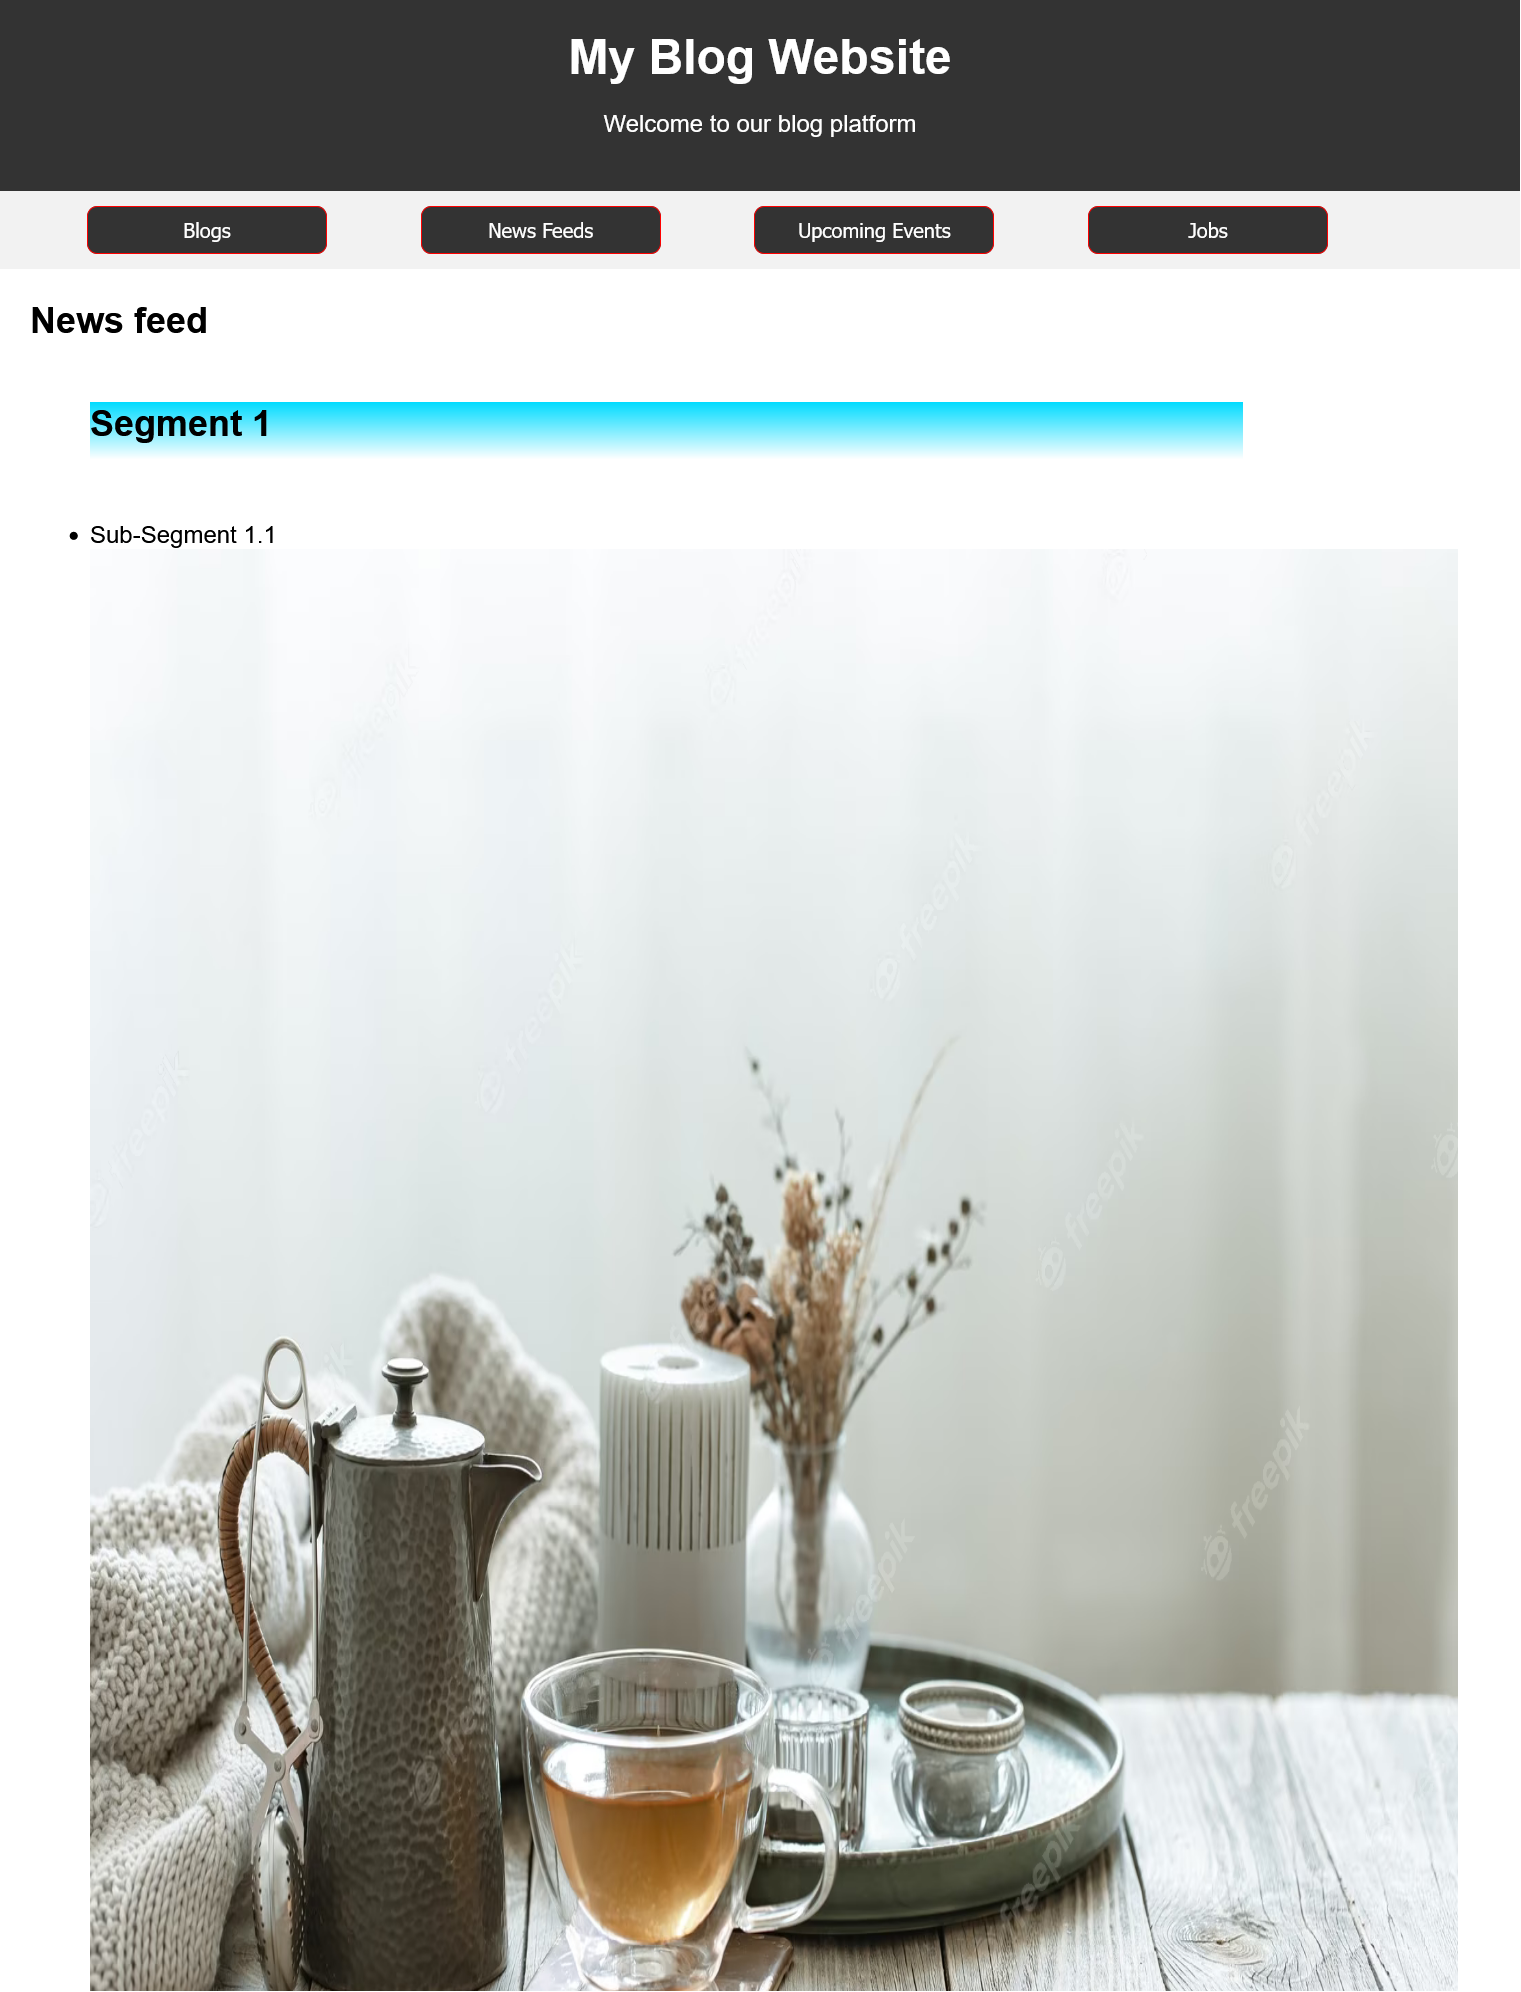 My Blog Website
Welcome to our blog platform
Blogs
News Feeds
Upcoming Events
Jobs
News feed
Segment 1
Sub-Segment 1.1
freepik
freepik
freepik
freepik
freepik
freepik
freepik
freepik
freepik
freepik